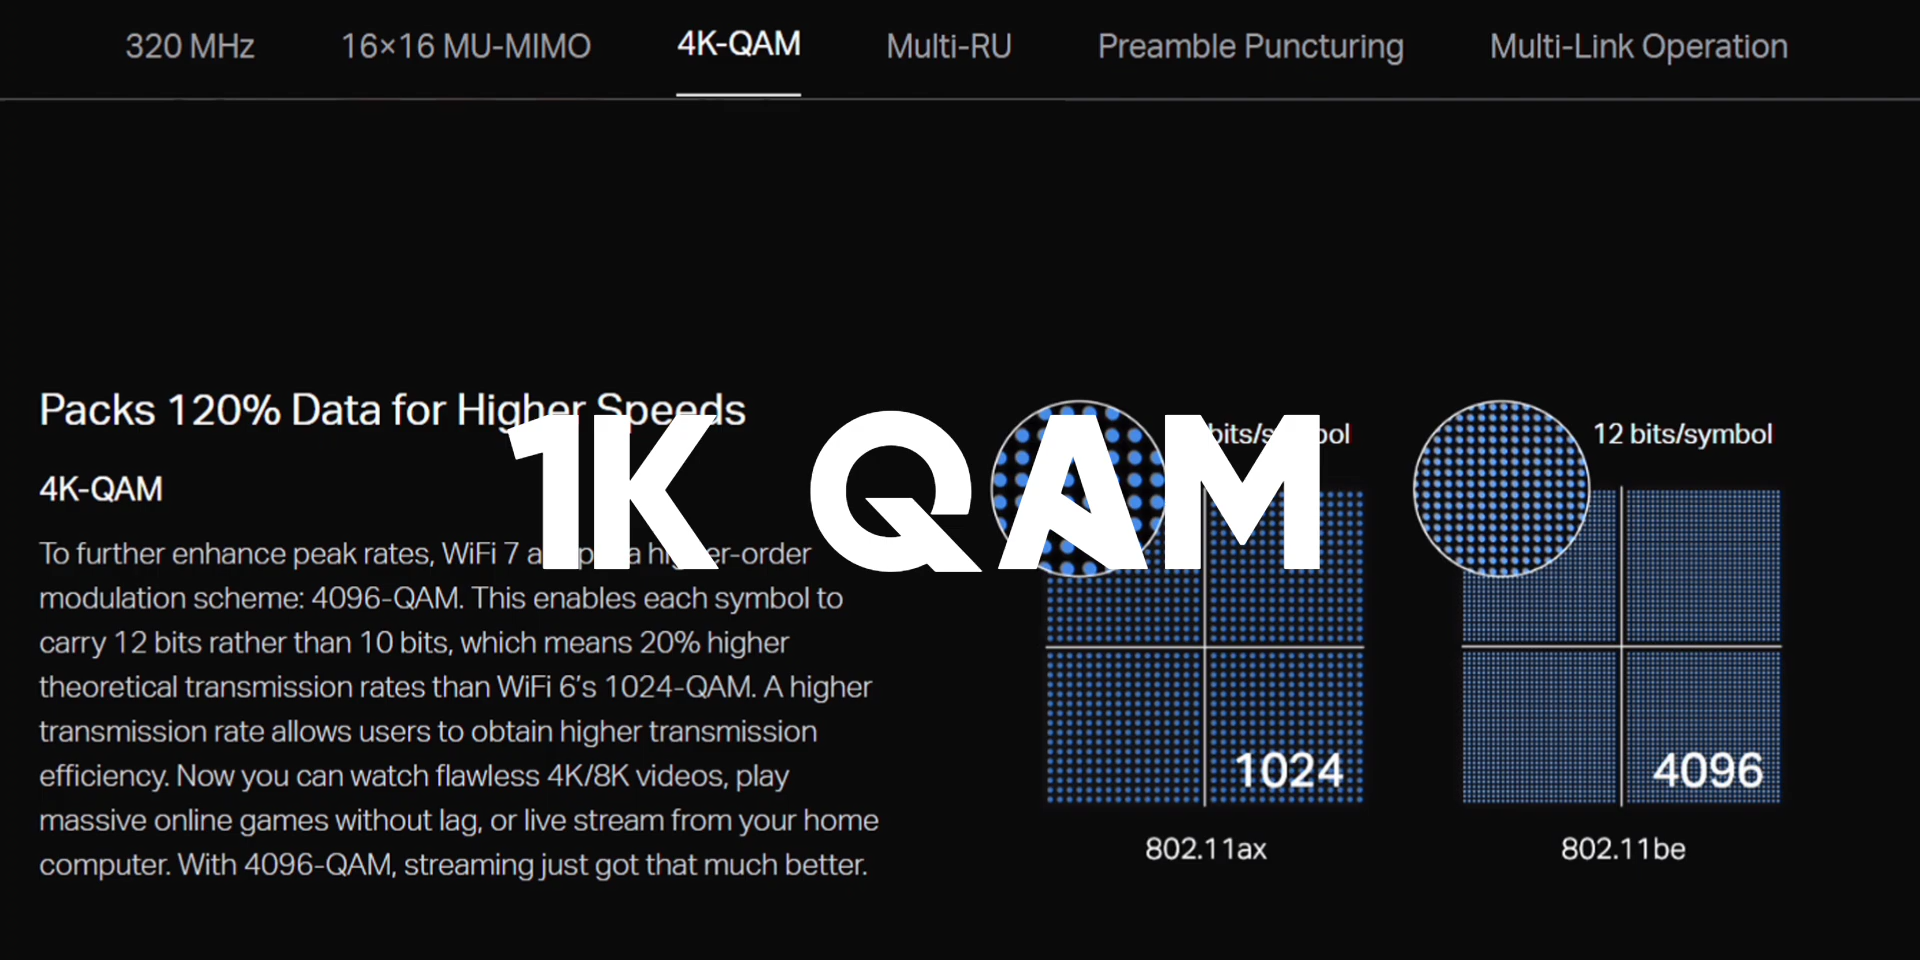 320 MHz 16×16 MU-MIMO 4K-QAM Multi-RU Preamble Puncturing Multi-Link Operation
Packs 120% Data for Higher Speeds
4K-QAM
To further enhance peak rates, WiFi 7 a higher-order
modulation scheme: 4096-QAM. This enables each symbol to
carry 12 bits rather than 10 bits, which means 20% higher
theoretical transmission rates than WiFi 6's 1024-QAM. A higher
transmission rate allows users to obtain higher transmission
efficiency. Now you can watch flawless 4K/8K videos, play
massive online games without lag, or live stream from your home
computer. With 4096-QAM, streaming just got that much better.
1K QAM
bits/symbol
1024
802.11ax
12 bits/symbol
4096
802.11be